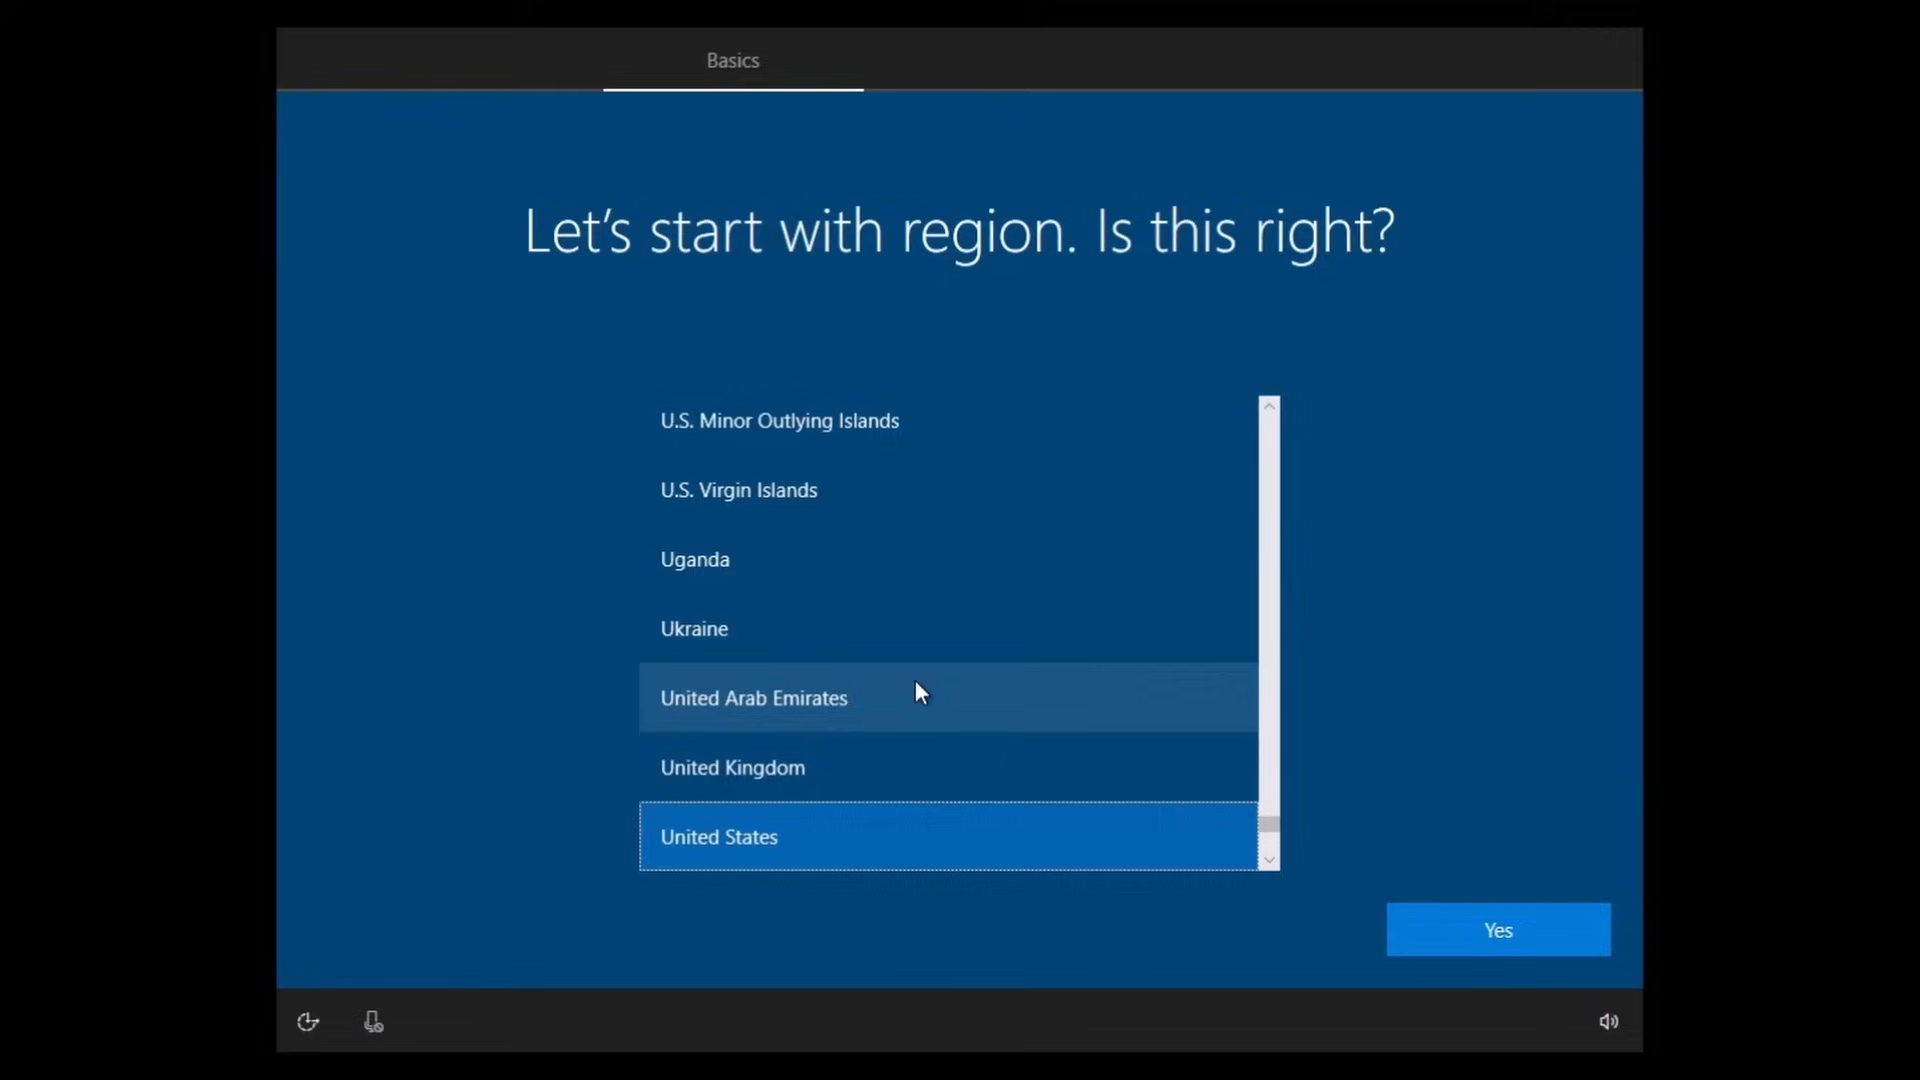 Basics
Let’s start with region. Is this right?
U.S. Minor Outlying Islands
U.S. Virgin Islands
Uganda
Ukraine
United Arab Emirates
United Kingdom
United States
Yes